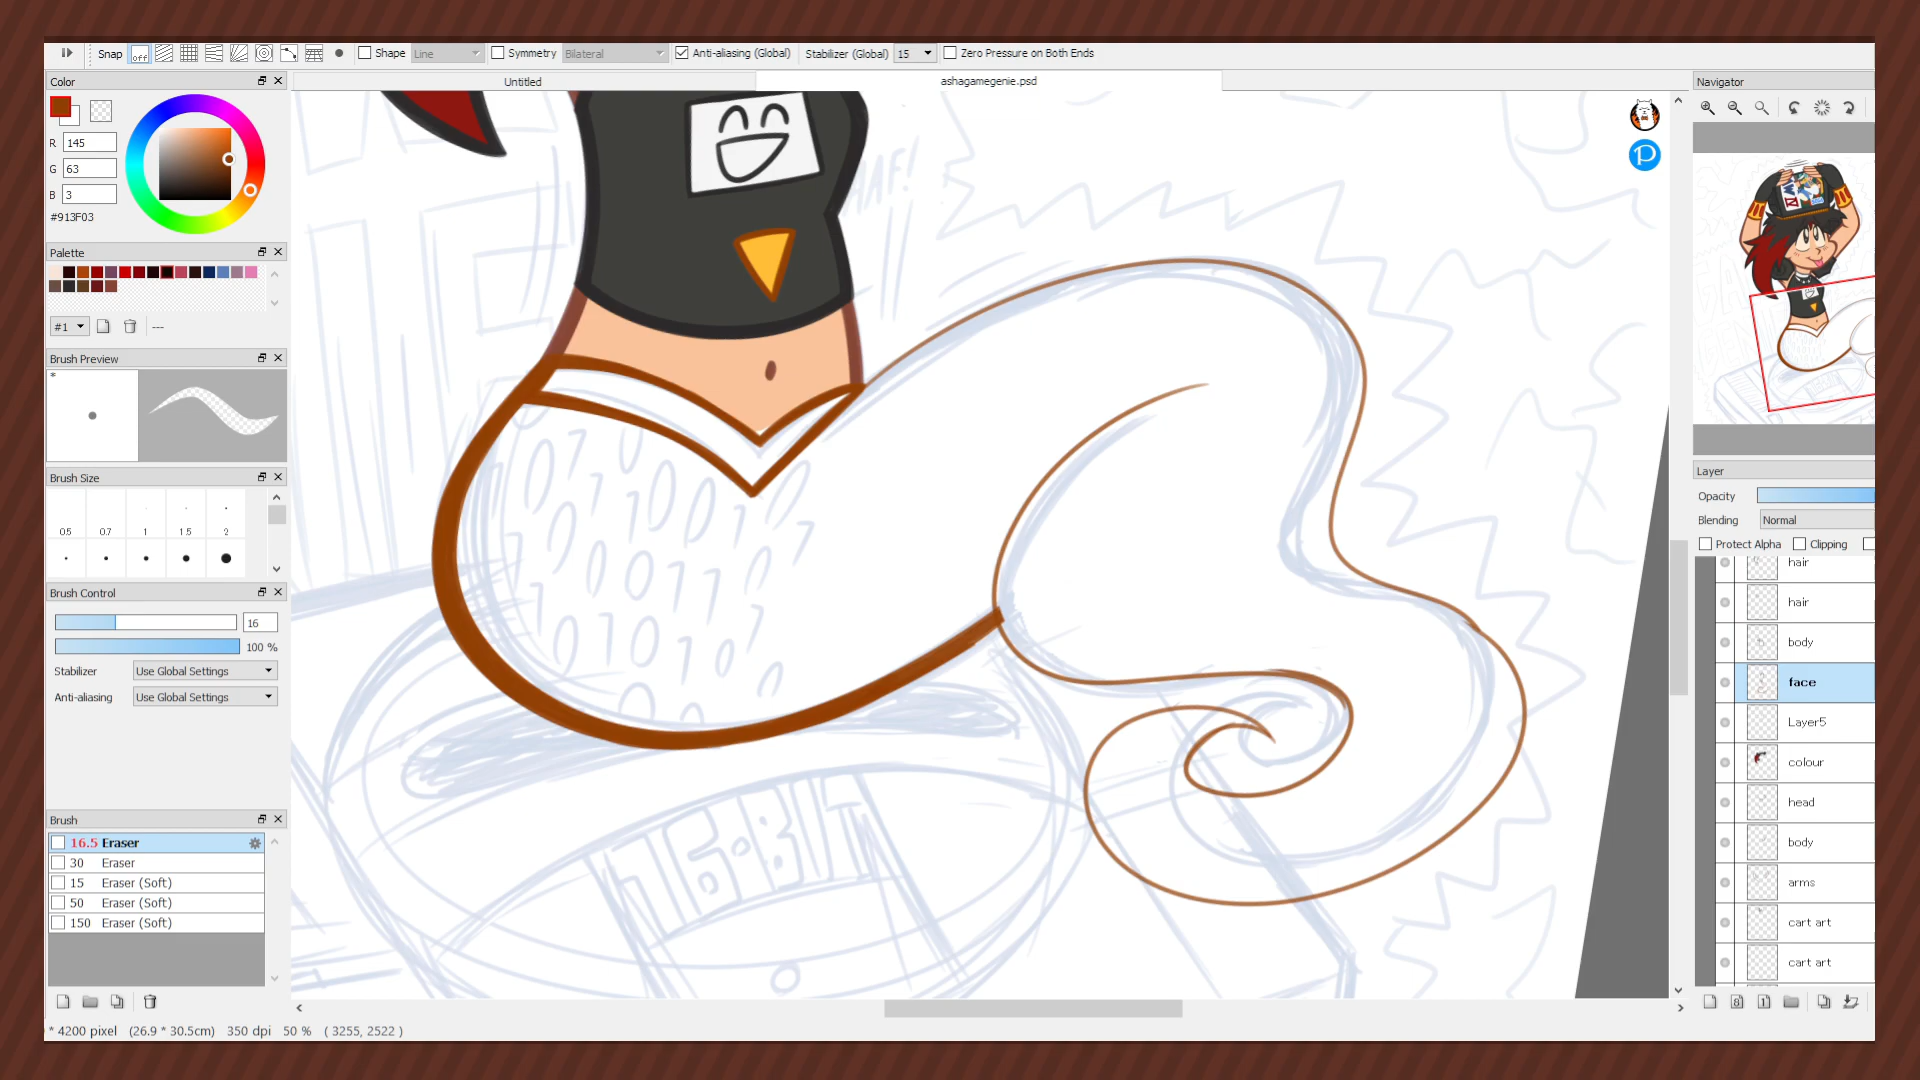 Snap off Shape Line Symmetry Bilateral Anti-aliasing (Global) Stabilizer (Global) 15 Zero Pressure on Both Ends
Color
Untitled
ashagamegenie.psd
Navigator
R 145
G 63
B 3
#913F03
Palette
#1 ---
Brush Preview
*
Brush Size
0.5 0.7 1 1.5 2
Brush Control
16
100 %
Stabilizer Use Global Settings
Anti-aliasing Use Global Settings
Brush
16.5 Eraser
30 Eraser
15 Eraser (Soft)
50 Eraser (Soft)
150 Eraser (Soft)
* 4200 pixel (26.9 * 30.5cm) 350 dpi 50 % ( 3255, 2522 )
16-BIT
Layer
Opacity
Blending Normal
Protect Alpha Clipping
hair
hair
body
face
Layer5
colour
head
body
arms
cart art
cart art